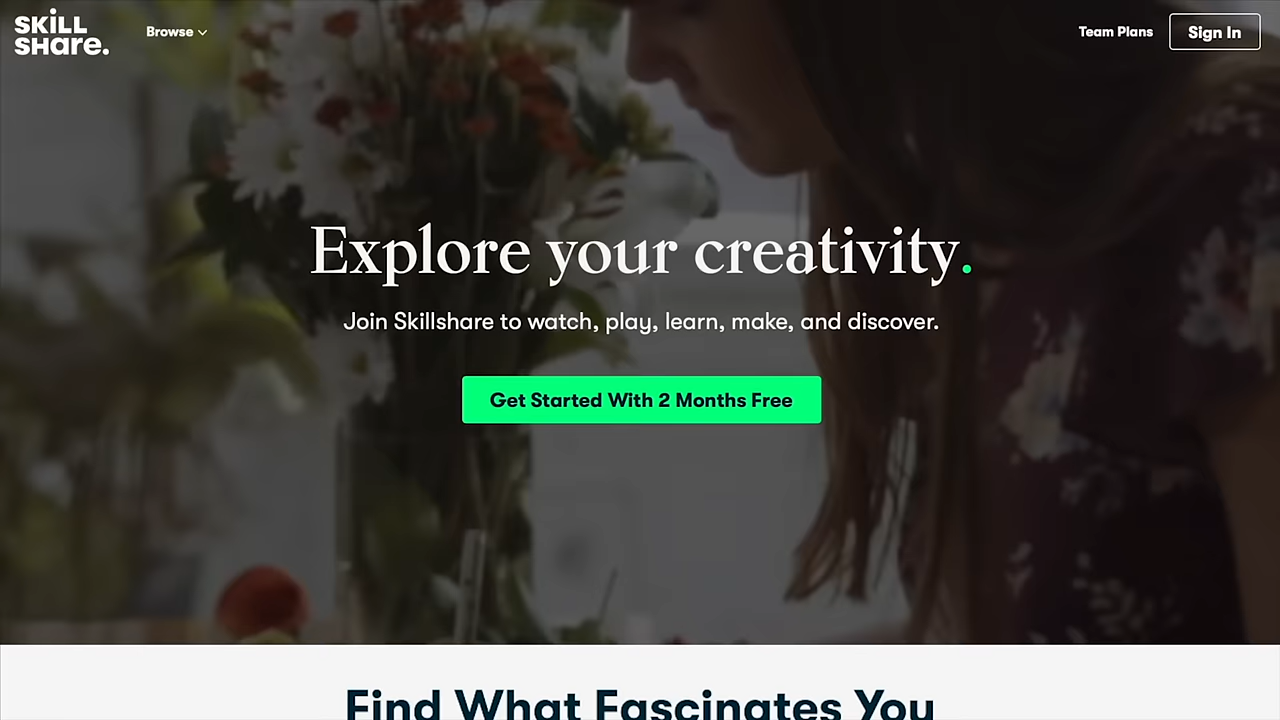 SKiLL
SHare.
Browse
Team Plans
Sign In
Explore your creativity.
Join Skillshare to watch, play, learn, make, and discover.
Get Started With 2 Months Free
Find What Fascinates You